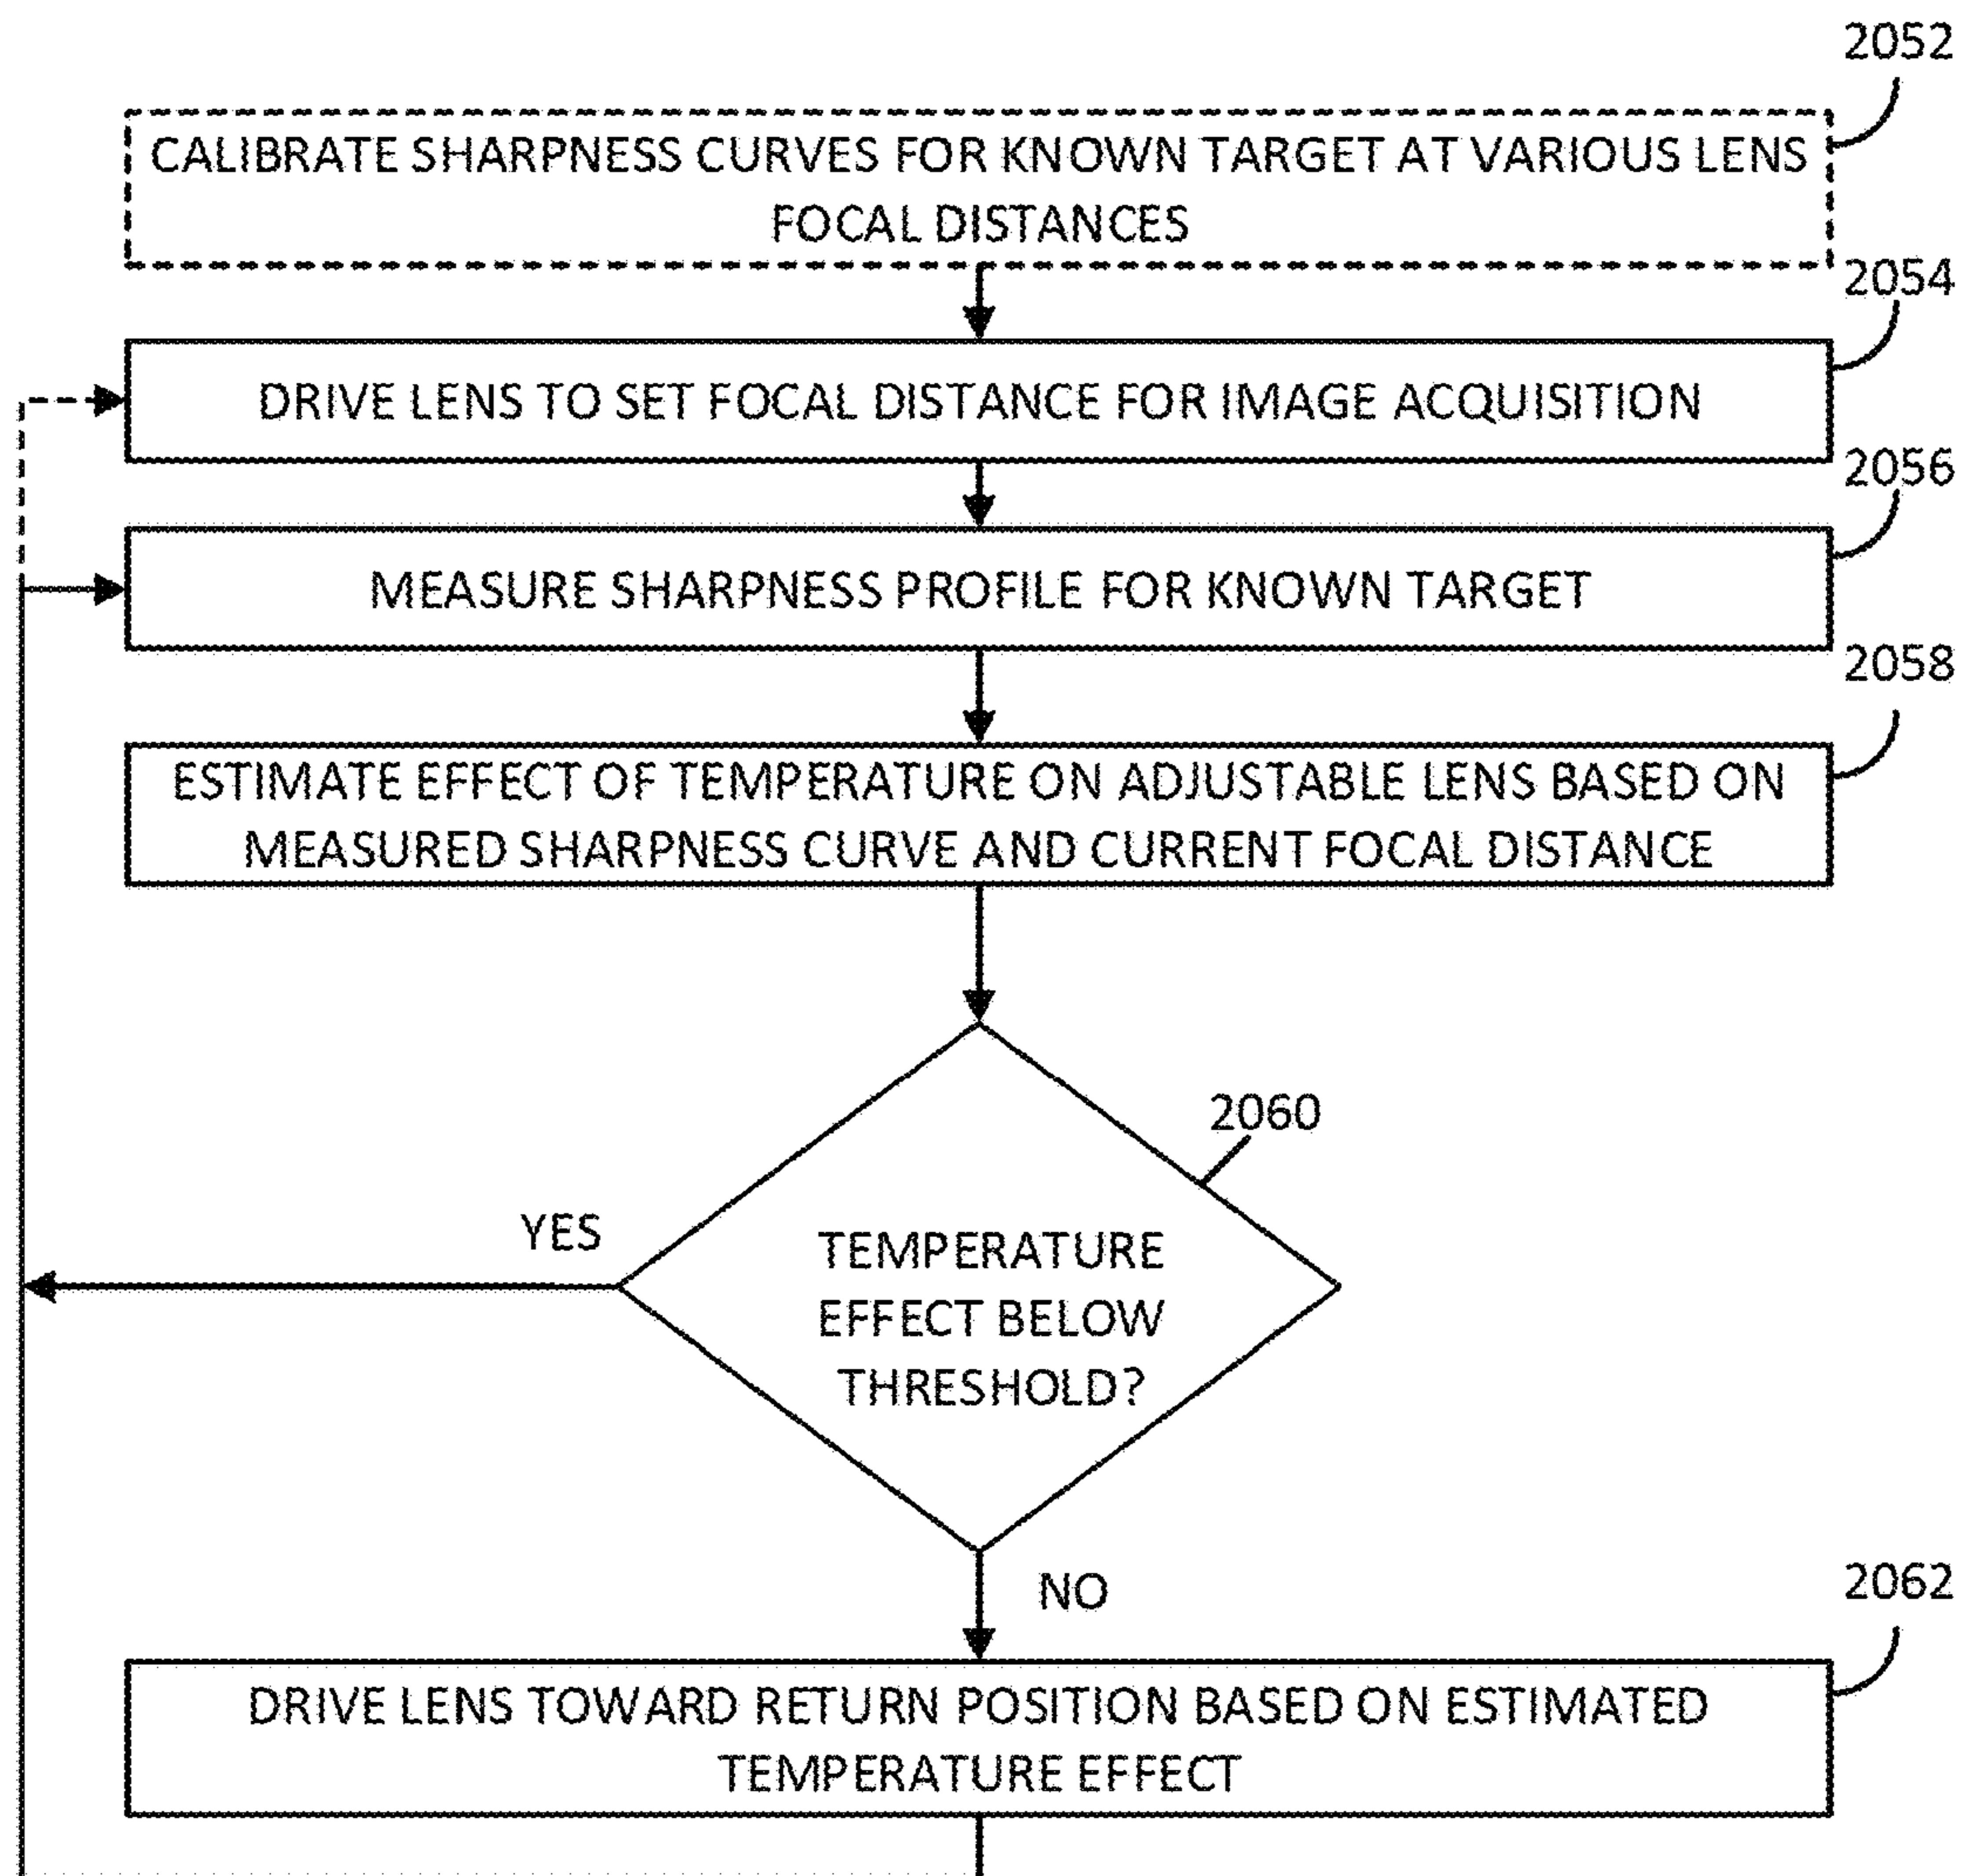 2052
CALIBRATE SHARPNESS CURVES FOR KNOWN TARGET AT VARIOUS LENS
FOCAL DISTANCES
2054
DRIVE LENS TO SET FOCAL DISTANCE FOR IMAGE ACQUISITION
2056
MEASURE SHARPNESS PROFILE FOR KNOWN TARGET
2058
ESTIMATE EFFECT OF TEMPERATURE ON ADJUSTABLE LENS BASED ON
MEASURED SHARPNESS CURVE AND CURRENT FOCAL DISTANCE
2060
YES
TEMPERATURE
EFFECT BELOW
THRESHOLD?
NO
2062
DRIVE LENS TOWARD RETURN POSITION BASED ON ESTIMATED
TEMPERATURE EFFECT